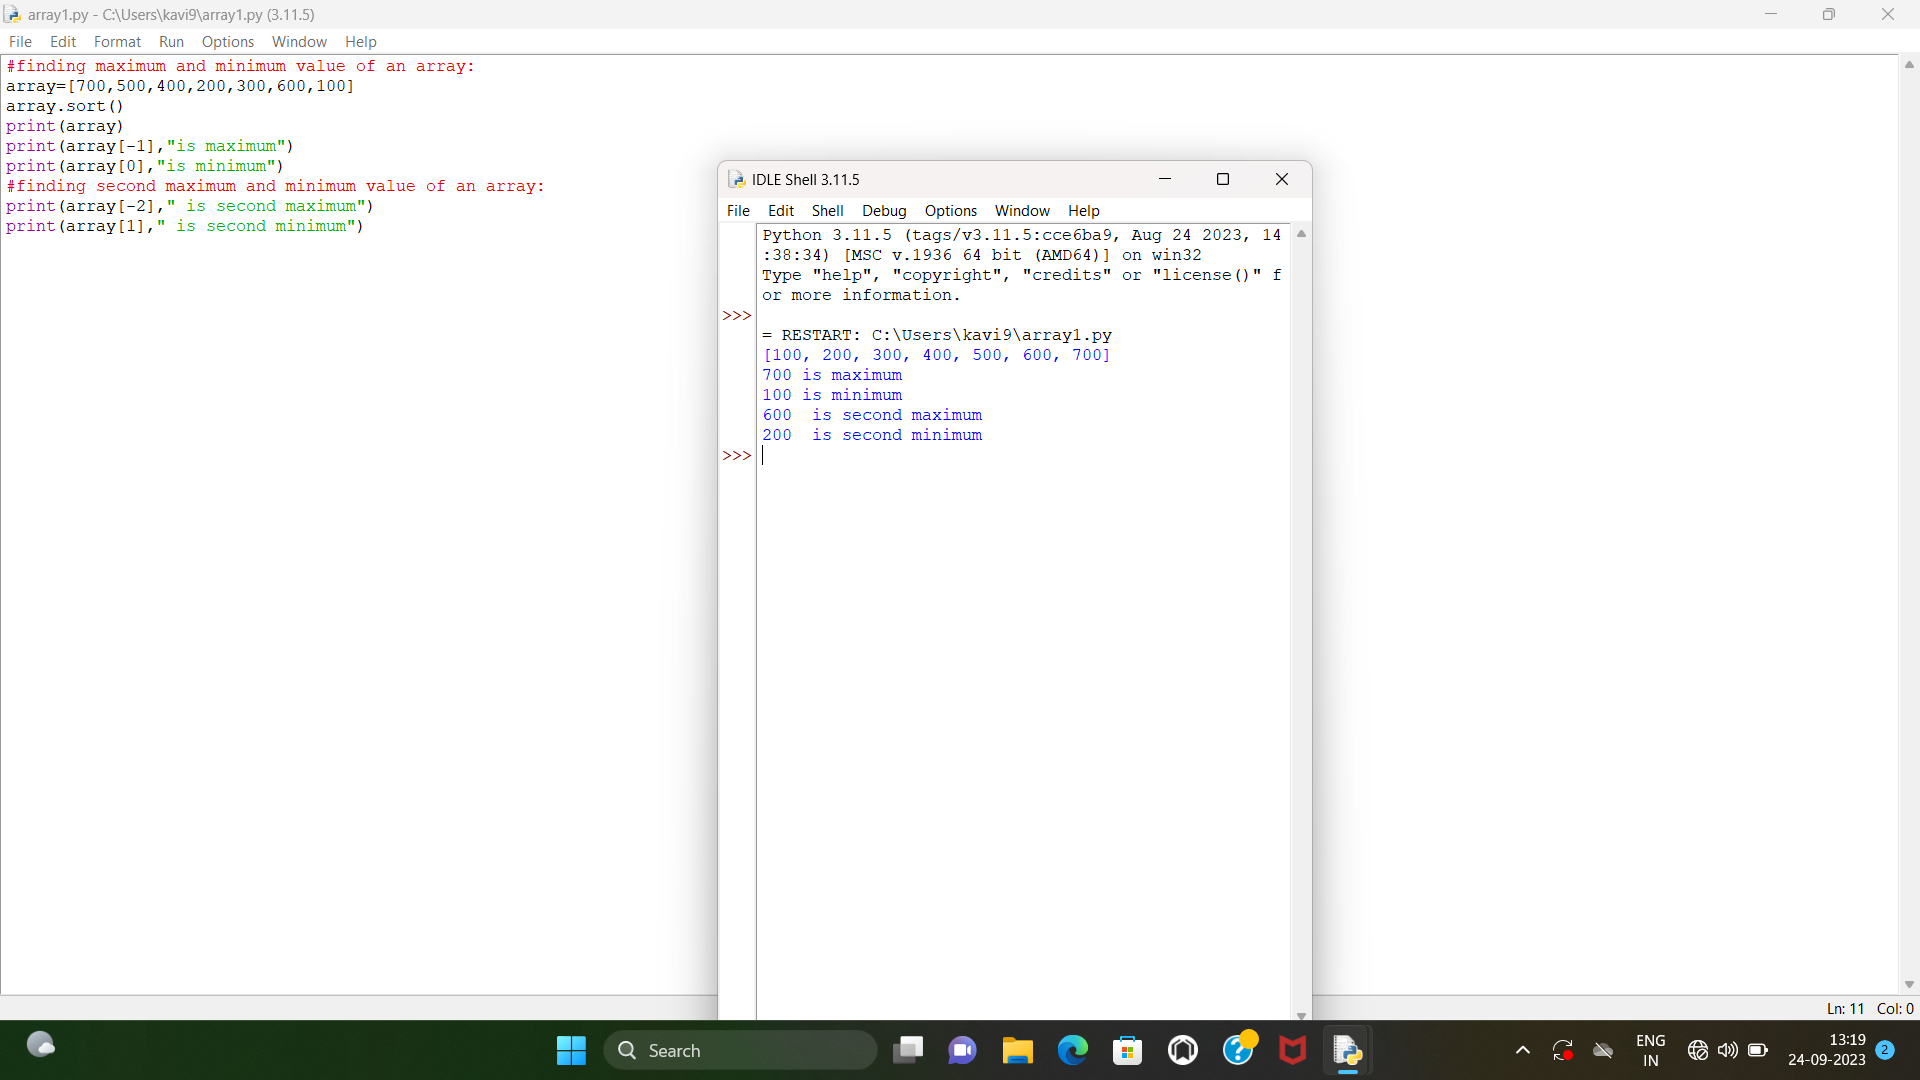 array1.py - C:\Users\kavi9\array1.py (3.11.5)
File Edit Format Run Options Window Help
#finding maximum and minimum value of an array:
array=[700,500,400,200,300,600,100]
array.sort()
print(array)
print(array[-1],"is maximum")
print(array[0],"is minimum")
#finding second maximum and minimum value of an array:
print(array[-2]," is second maximum")
print(array[1]," is second minimum")
IDLE Shell 3.11.5
File Edit Shell Debug Options Window Help
Python 3.11.5 (tags/v3.11.5:cce6ba9, Aug 24 2023, 14
:38:34) [MSC v.1936 64 bit (AMD64)] on win32
Type "help", "copyright", "credits" or "license()" f
or more information.
>>>
= RESTART: C:\Users\kavi9\array1.py
[100, 200, 300, 400, 500, 600, 700]
700 is maximum
100 is minimum
600  is second maximum
200  is second minimum
>>>
Ln: 11 Col: 0
Search
ENG
IN
13:19
24-09-2023
2